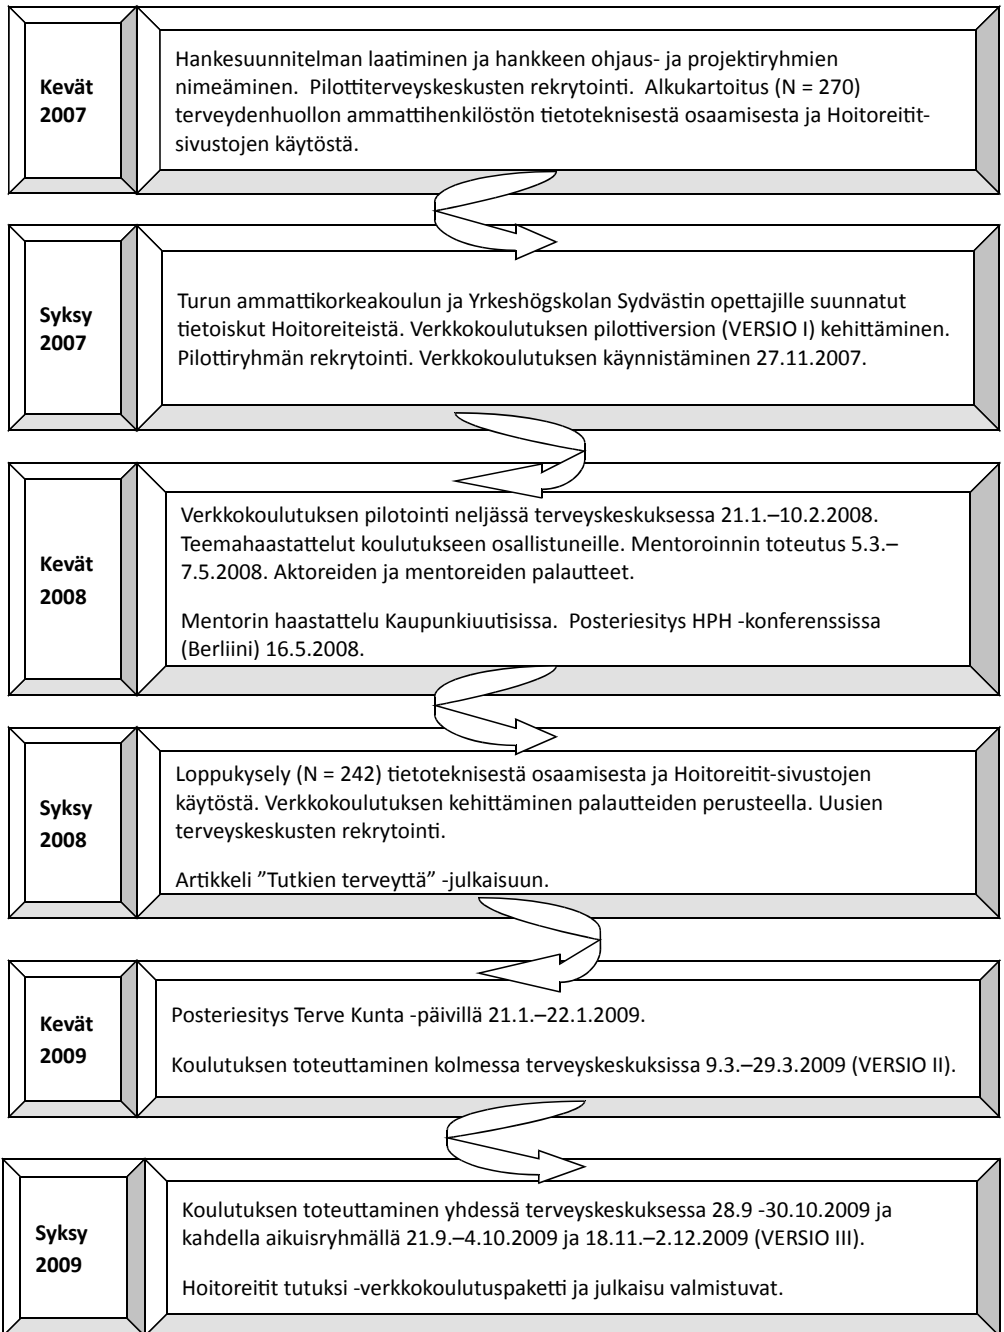 Kevät
2007
Hankesuunnitelman laatiminen ja hankkeen ohjaus- ja projektiryhmien
nimeäminen. Pilottiterveyskeskusten rekrytointi. Alkukartoitus (N = 270)
terveydenhuollon ammattihenkilöstön tietoteknisestä osaamisesta ja Hoitoreitit-
sivustojen käytöstä.
Syksy
2007
Turun ammattikorkeakoulun ja Yrkeshögskolan Sydvästin opettajille suunnatut
tietoiskut Hoitoreiteistä. Verkkokoulutuksen pilottiversion (VERSIO I) kehittäminen.
Pilottiryhmän rekrytointi. Verkkokoulutuksen käynnistäminen 27.11.2007.
Kevät
2008
Verkkokoulutuksen pilotointi neljässä terveyskeskuksessa 21.1.–10.2.2008.
Teemahaastattelut koulutukseen osallistuneille. Mentoroinnin toteutus 5.3.–
7.5.2008. Aktoreiden ja mentoreiden palautteet.
Mentorin haastattelu Kaupunkiuutisissa. Posteriesitys HPH -konferenssissa
(Berliini) 16.5.2008.
Syksy
2008
Loppukysely (N = 242) tietoteknisestä osaamisesta ja Hoitoreitit-sivustojen
käytöstä. Verkkokoulutuksen kehittäminen palautteiden perusteella. Uusien
terveyskeskusten rekrytointi.
Artikkeli ”Tutkien terveyttä” -julkaisuun.
Kevät
2009
Posteriesitys Terve Kunta -päivillä 21.1.–22.1.2009.
Koulutuksen toteuttaminen kolmessa terveyskeskuksissa 9.3.–29.3.2009 (VERSIO II).
Syksy
2009
Koulutuksen toteuttaminen yhdessä terveyskeskuksessa 28.9 -30.10.2009 ja
kahdella aikuisryhmällä 21.9.–4.10.2009 ja 18.11.–2.12.2009 (VERSIO III).
Hoitoreitit tutuksi -verkkokoulutuspaketti ja julkaisu valmistuvat.